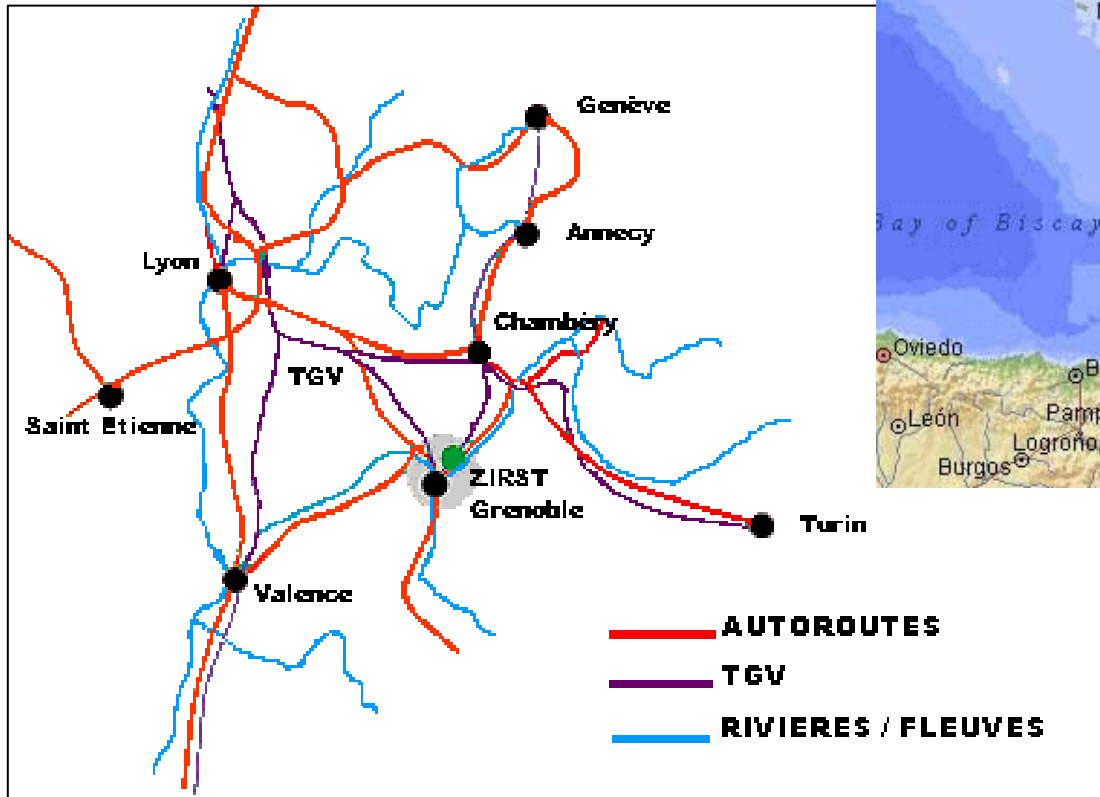 Genève
Annecy
Lyon
Chambéry
TGV
Saint Etienne
ZIRST
Grenoble
Turin
Valence
AUTOROUTES
TGV
RIVIERES / FLEUVES
Bay of Biscay
Oviedo
León
Burgos
Logroño